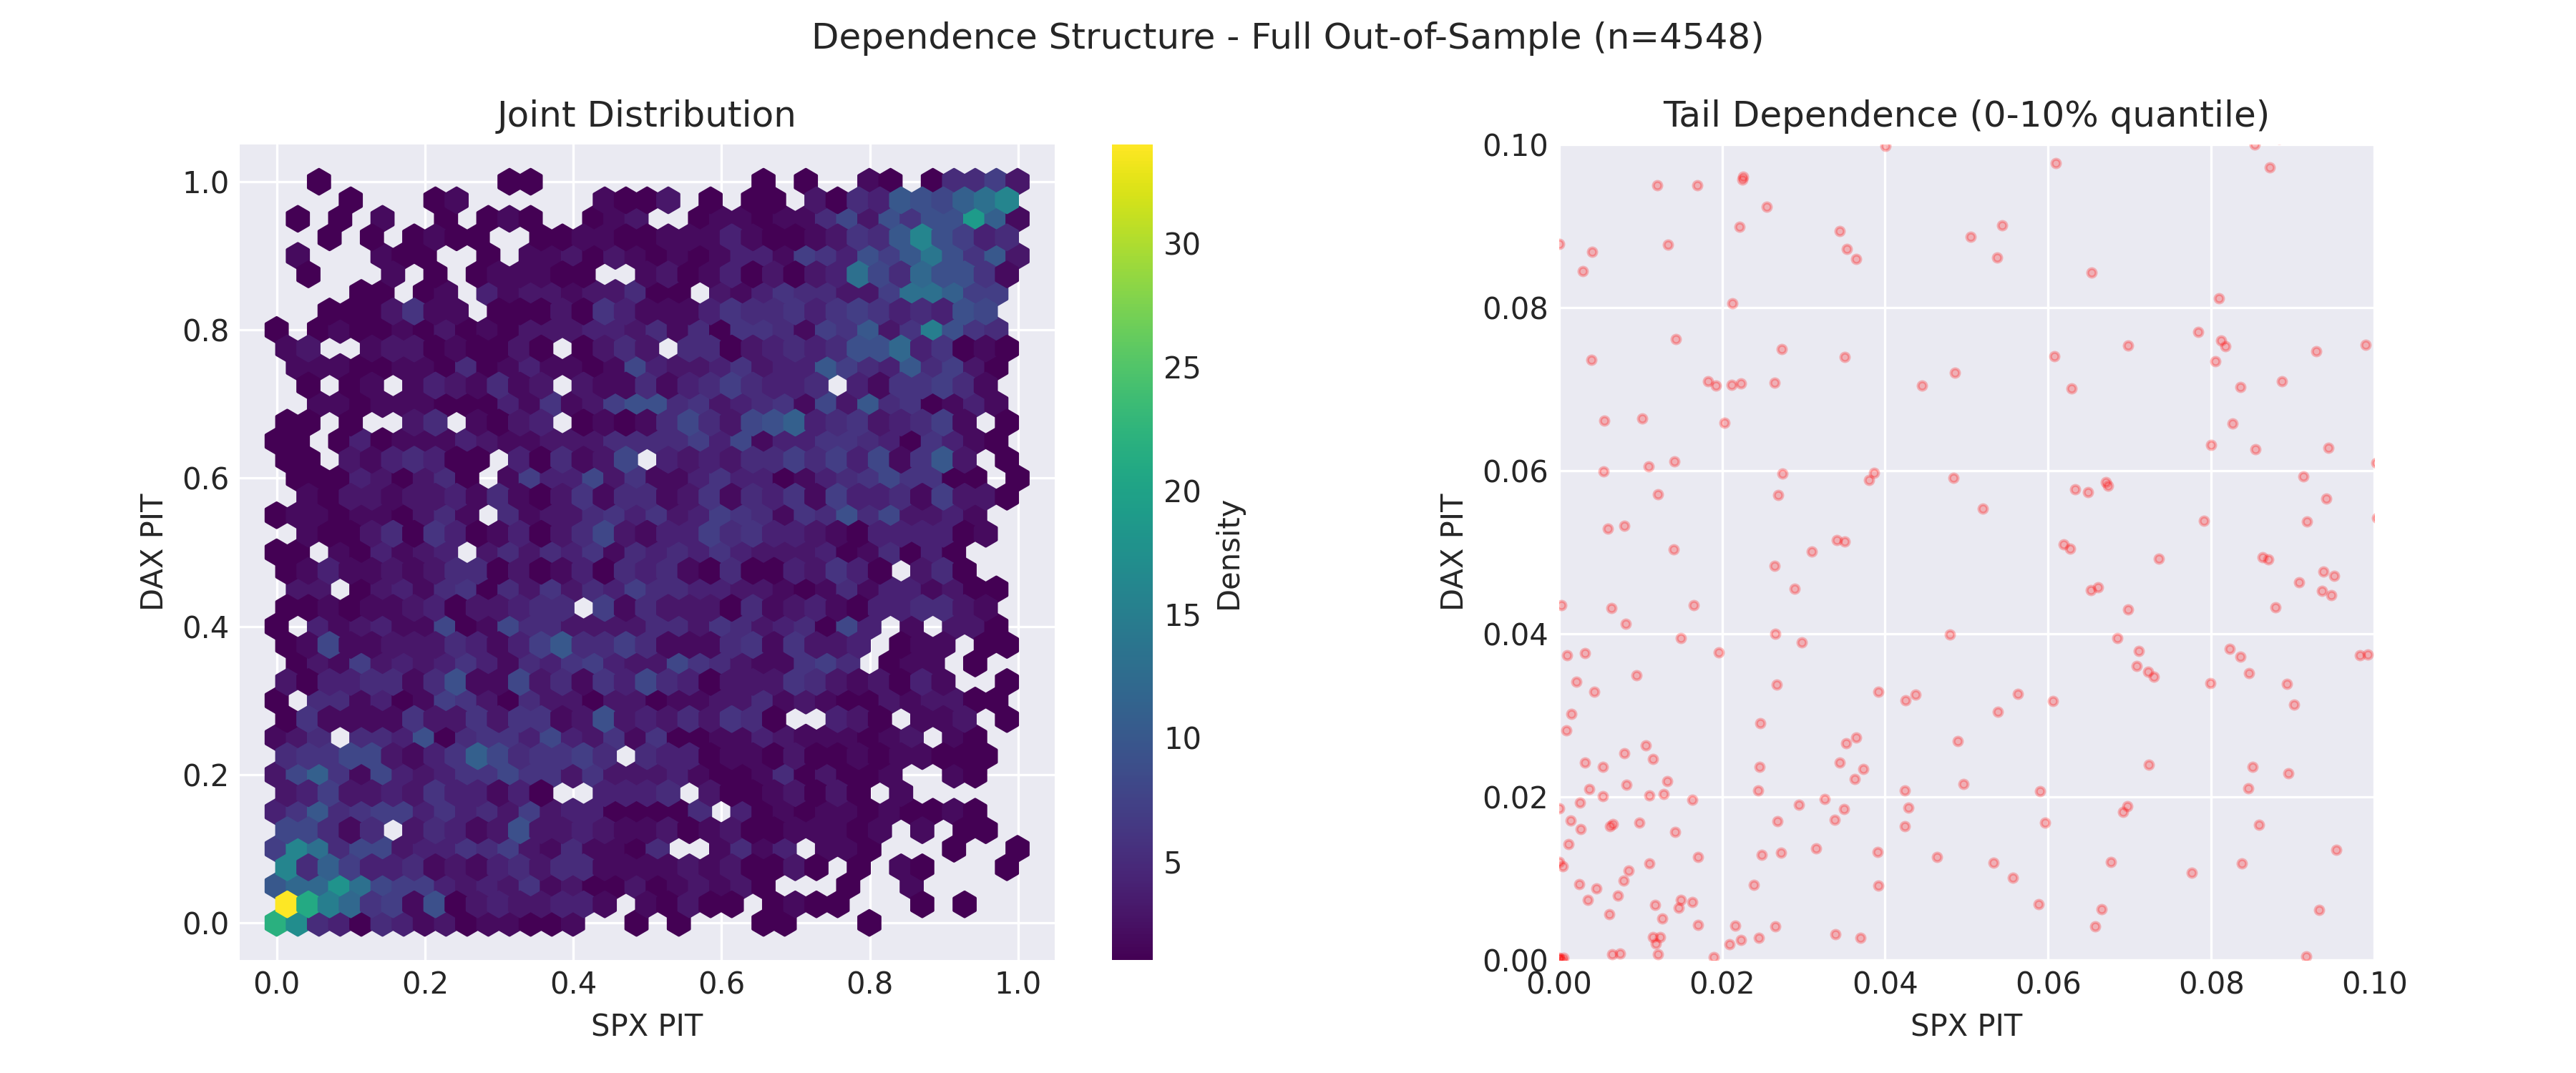 Dependence Structure - Full Out-of-Sample (n=4548)
Joint Distribution
1.0
0.8
0.6
0.4
0.2
0.0
DAX PIT
0.0 0.2 0.4 0.6 0.8 1.0
SPX PIT
30
25
20
15
10
5
Density
Tail Dependence (0-10% quantile)
0.10
0.08
0.06
0.04
0.02
0.00
DAX PIT
0.00 0.02 0.04 0.06 0.08 0.10
SPX PIT